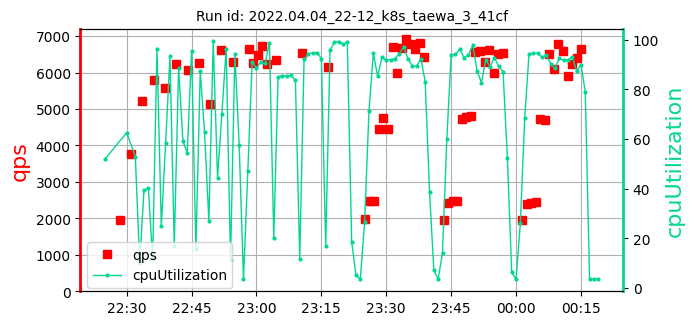 Run id: 2022.04.04_22-12_k8s_taewa_3_41cf
7000
6000
5000
4000
3000
2000
1000
0
qps
100
80
60
40
20
0
cpuUtilization
qps
cpuUtilization
22:30 22:45 23:00 23:15 23:30 23:45 00:00 00:15